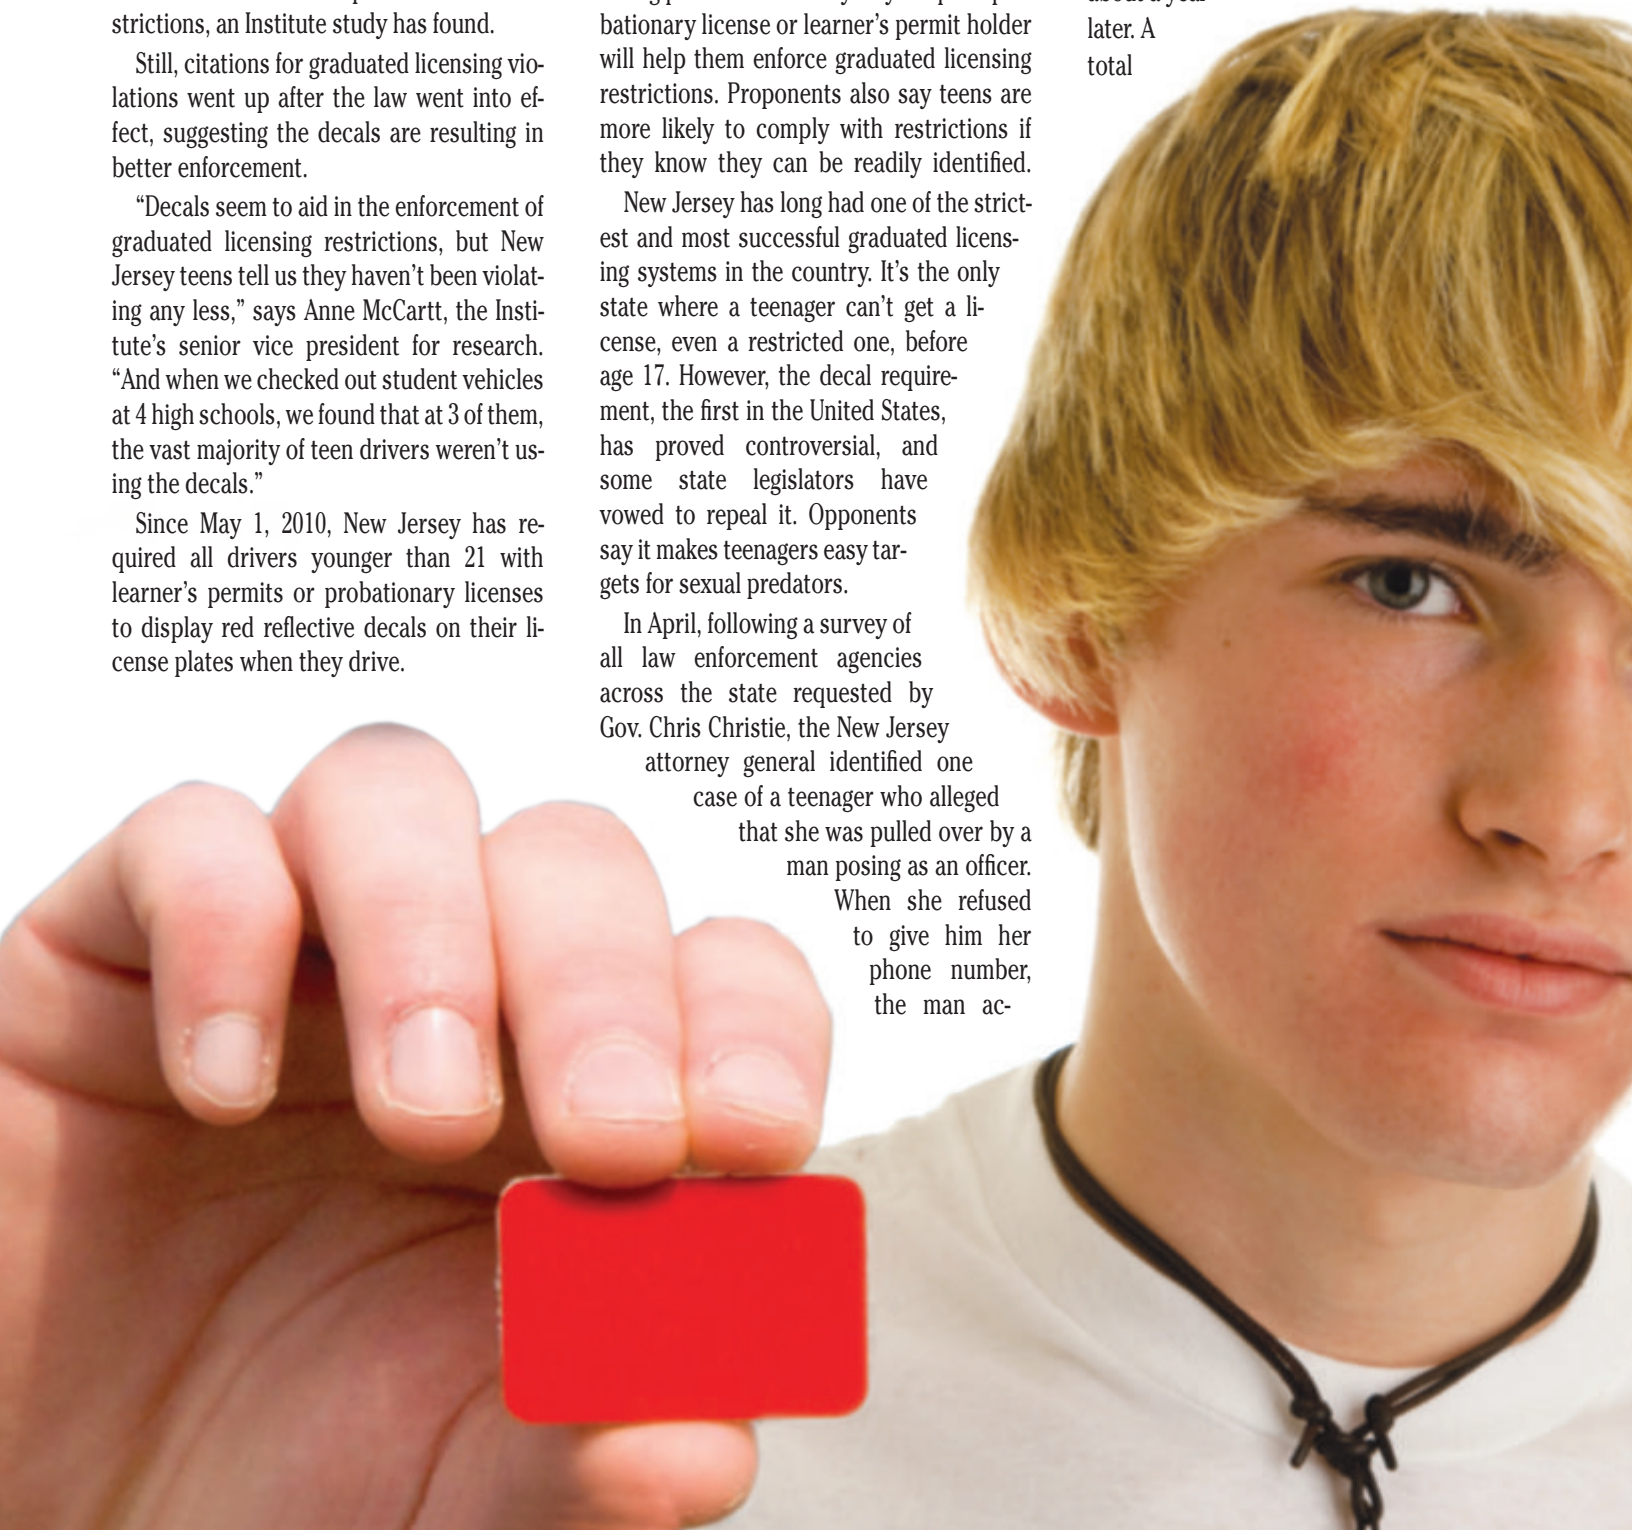 strictions, an Institute study has found.
Still, citations for graduated licensing vio-
lations went up after the law went into ef-
fect, suggesting the decals are resulting in
better enforcement.
“Decals seem to aid in the enforcement of
graduated licensing restrictions, but New
Jersey teens tell us they haven’t been violat-
ing any less,” says Anne McCartt, the Insti-
tute’s senior vice president for research.
“And when we checked out student vehicles
at 4 high schools, we found that at 3 of them,
the vast majority of teen drivers weren’t us-
ing the decals.”
Since May 1, 2010, New Jersey has re-
quired all drivers younger than 21 with
learner’s permits or probationary licenses
to display red reflective decals on their li-
cense plates when they drive.
bationary license or learner’s permit holder
will help them enforce graduated licensing
restrictions. Proponents also say teens are
more likely to comply with restrictions if
they know they can be readily identified.
New Jersey has long had one of the strict-
est and most successful graduated licens-
ing systems in the country. It’s the only
state where a teenager can’t get a li-
cense, even a restricted one, before
age 17. However, the decal require-
ment, the first in the United States,
has proved controversial, and
some state legislators have
vowed to repeal it. Opponents
say it makes teenagers easy tar-
gets for sexual predators.
In April, following a survey of
all law enforcement agencies
across the state requested by
Gov. Chris Christie, the New Jersey
attorney general identified one
case of a teenager who alleged
that she was pulled over by a
man posing as an officer.
When she refused
to give him her
phone number,
the man ac-
about a year
later. A
total